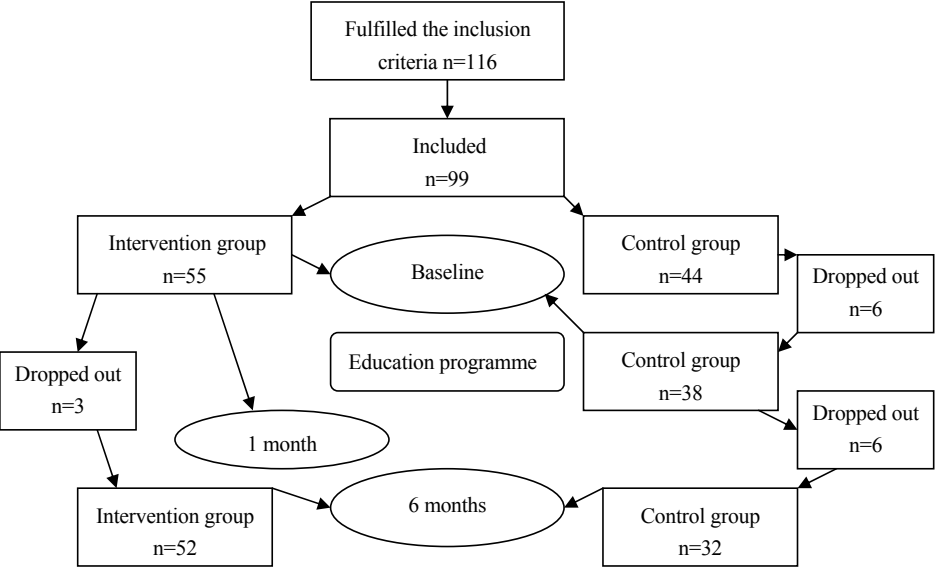 Fulfilled the inclusion
criteria n=116
Included
n=99
Intervention group
n=55
Baseline
Control group
n=44
Dropped out
n=6
Education programme
Control group
n=38
Dropped out
n=3
Dropped out
n=6
1 month
Intervention group
n=52
6 months
Control group
n=32